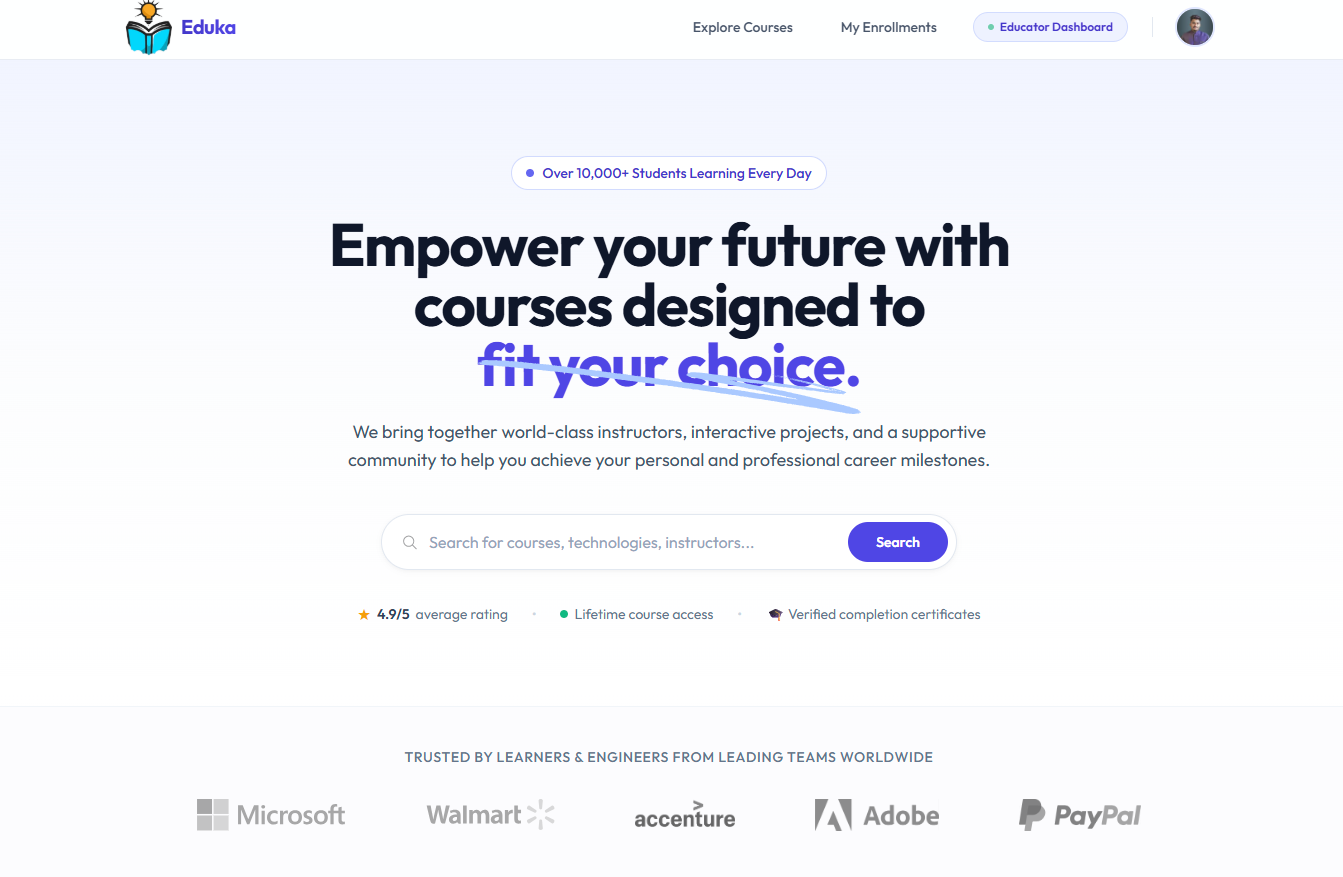 Eduka
Explore Courses
My Enrollments
Educator Dashboard
Over 10,000+ Students Learning Every Day
Empower your future with
courses designed to
fit your choice.
We bring together world-class instructors, interactive projects, and a supportive
community to help you achieve your personal and professional career milestones.
Search for courses, technologies, instructors...
Search
★ 4.9/5 average rating
Lifetime course access
Verified completion certificates
TRUSTED BY LEARNERS & ENGINEERS FROM LEADING TEAMS WORLDWIDE
Microsoft
Walmart
accenture
Adobe
PayPal